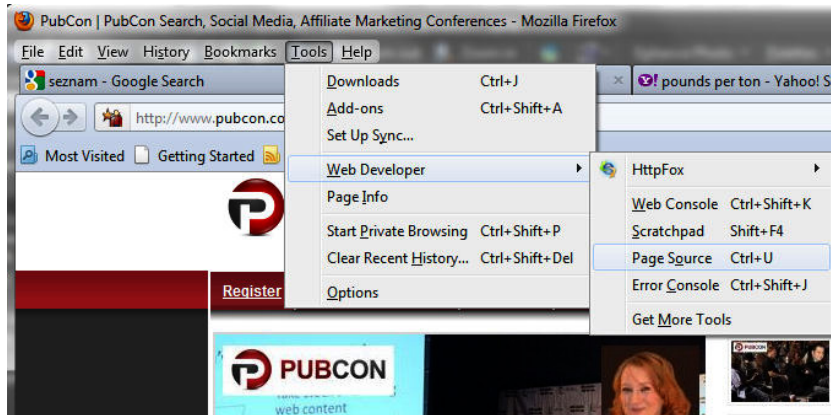 PubCon | PubCon Search, Social Media, Affiliate Marketing Conferences - Mozilla Firefox
File Edit View History Bookmarks Tools Help
seznam - Google Search
pounds per ton - Yahoo! S
http://www.pubcon.co
Most Visited Getting Started
Downloads Ctrl+J
Add-ons Ctrl+Shift+A
Set Up Sync...
Web Developer
Page Info
Start Private Browsing Ctrl+Shift+P
Clear Recent History... Ctrl+Shift+Del
Options
HttpFox
Web Console Ctrl+Shift+K
Scratchpad Shift+F4
Page Source Ctrl+U
Error Console Ctrl+Shift+J
Get More Tools
Register
PUBCON
web content
PUBCON